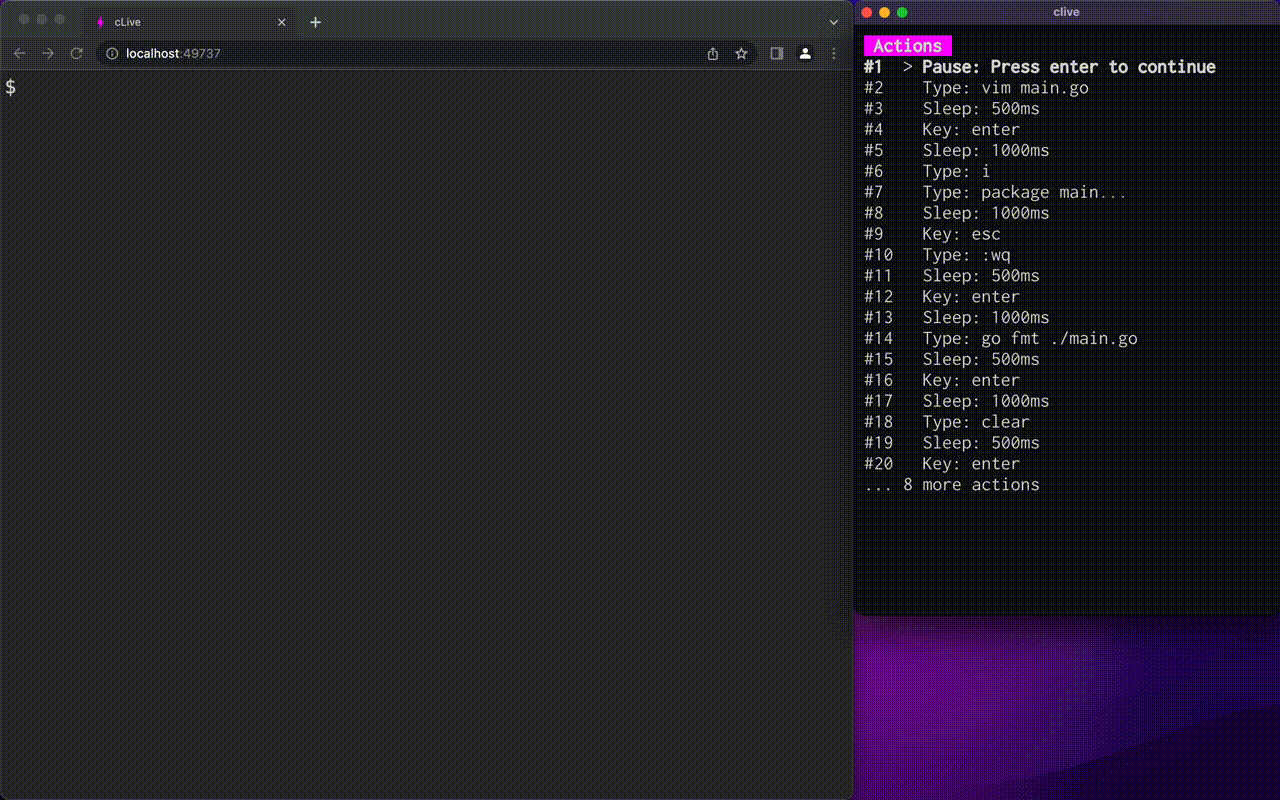 cLive
localhost:49737
$
clive
Actions
#1 > Pause: Press enter to continue
#2 Type: vim main.go
#3 Sleep: 500ms
#4 Key: enter
#5 Sleep: 1000ms
#6 Type: i
#7 Type: package main...
#8 Sleep: 1000ms
#9 Key: esc
#10 Type: :wq
#11 Sleep: 500ms
#12 Key: enter
#13 Sleep: 1000ms
#14 Type: go fmt ./main.go
#15 Sleep: 500ms
#16 Key: enter
#17 Sleep: 1000ms
#18 Type: clear
#19 Sleep: 500ms
#20 Key: enter
... 8 more actions